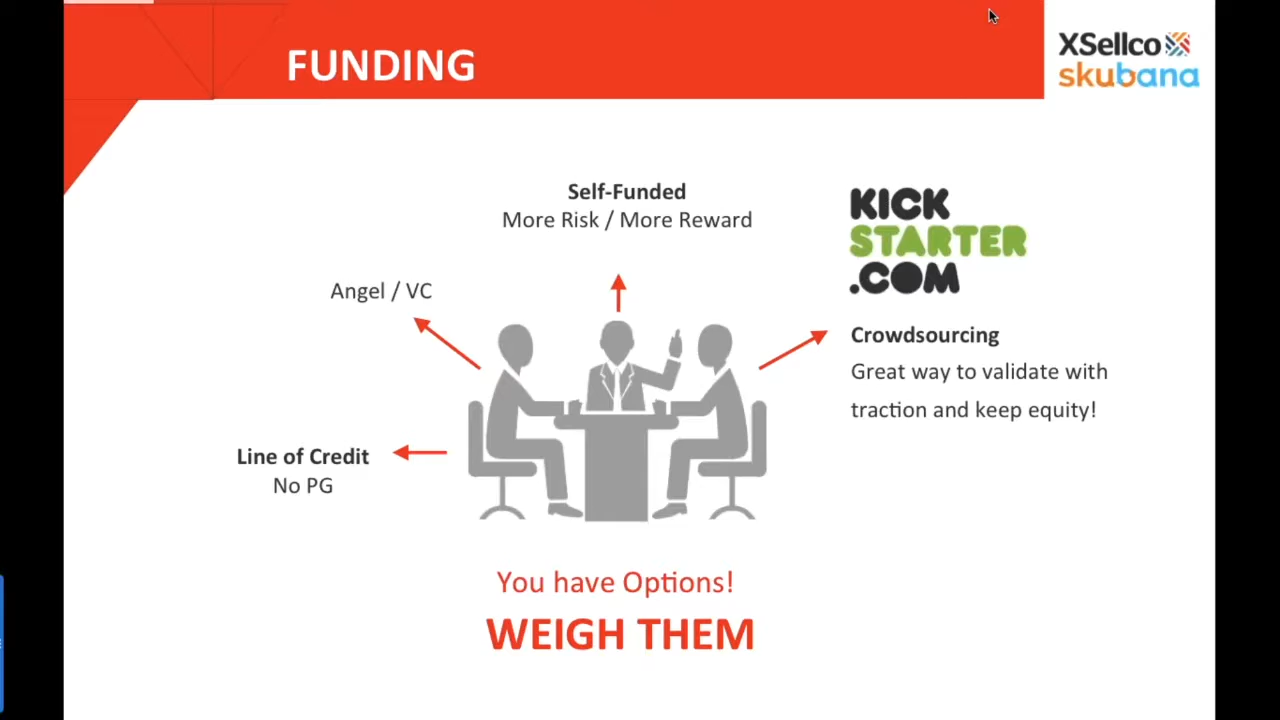 FUNDING
XSellco
skubana
Self-Funded
More Risk / More Reward
KICK
STARTER
.COM
Angel / VC
Crowdsourcing
Great way to validate with
traction and keep equity!
Line of Credit
No PG
You have Options!
WEIGH THEM